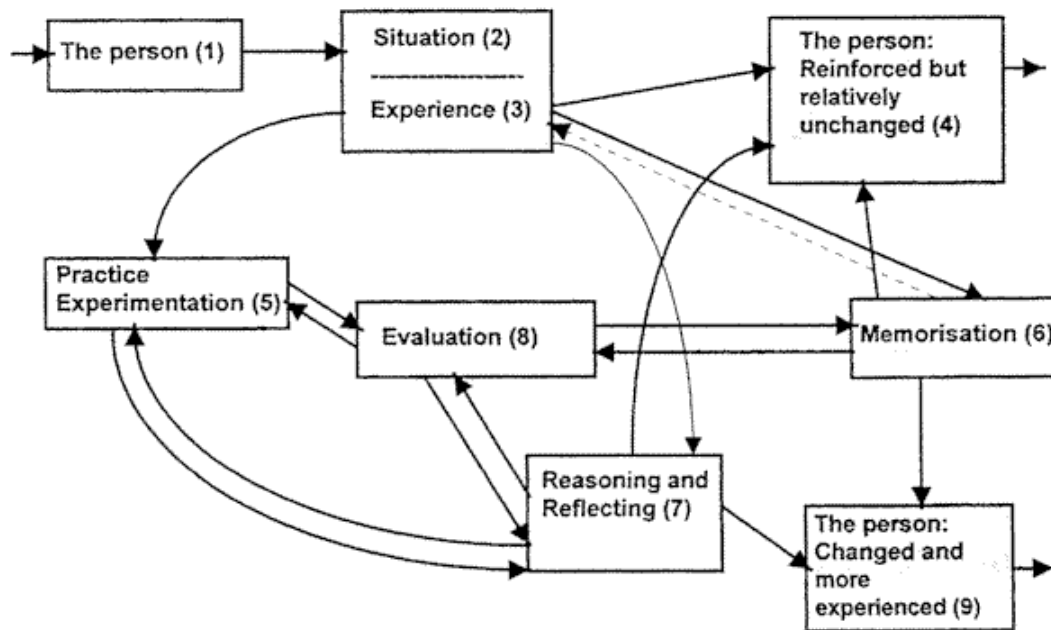 The person (1)
Situation (2)
Experience (3)
The person:
Reinforced but
relatively
unchanged (4)
Practice
Experimentation (5)
Evaluation (8)
Memorisation (6)
Reasoning and
Reflecting (7)
The person:
Changed and
more
experienced (9)